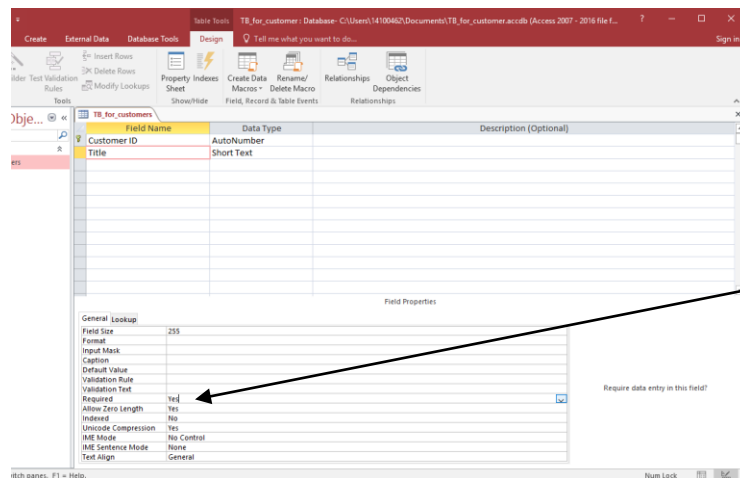 Table Tools TB_for_customer : Database- C:\Users\14100462\Documents\TB_for_customer.accdb (Access 2007 - 2016 file f... ?
Create External Data Database Tools Design Tell me what you want to do... Sign in
ilder Test Validation Rules
Insert Rows
Delete Rows
Modify Lookups
Property Sheet
Indexes
Create Data Macros
Rename/ Delete Macro
Relationships
Object Dependencies
Tools Show/Hide Field, Record & Table Events Relationships
Obje... «
TB_for_customers
ers
Field Name Data Type Description (Optional)
Customer ID AutoNumber
Title Short Text
Field Properties
General Lookup
Field Size 255
Format
Input Mask
Caption
Default Value
Validation Rule
Validation Text
Required Yes
Allow Zero Length Yes
Indexed No
Unicode Compression Yes
IME Mode No Control
IME Sentence Mode None
Text Align General
Require data entry in this field?
itch panes. F1 = Help. Num Lock